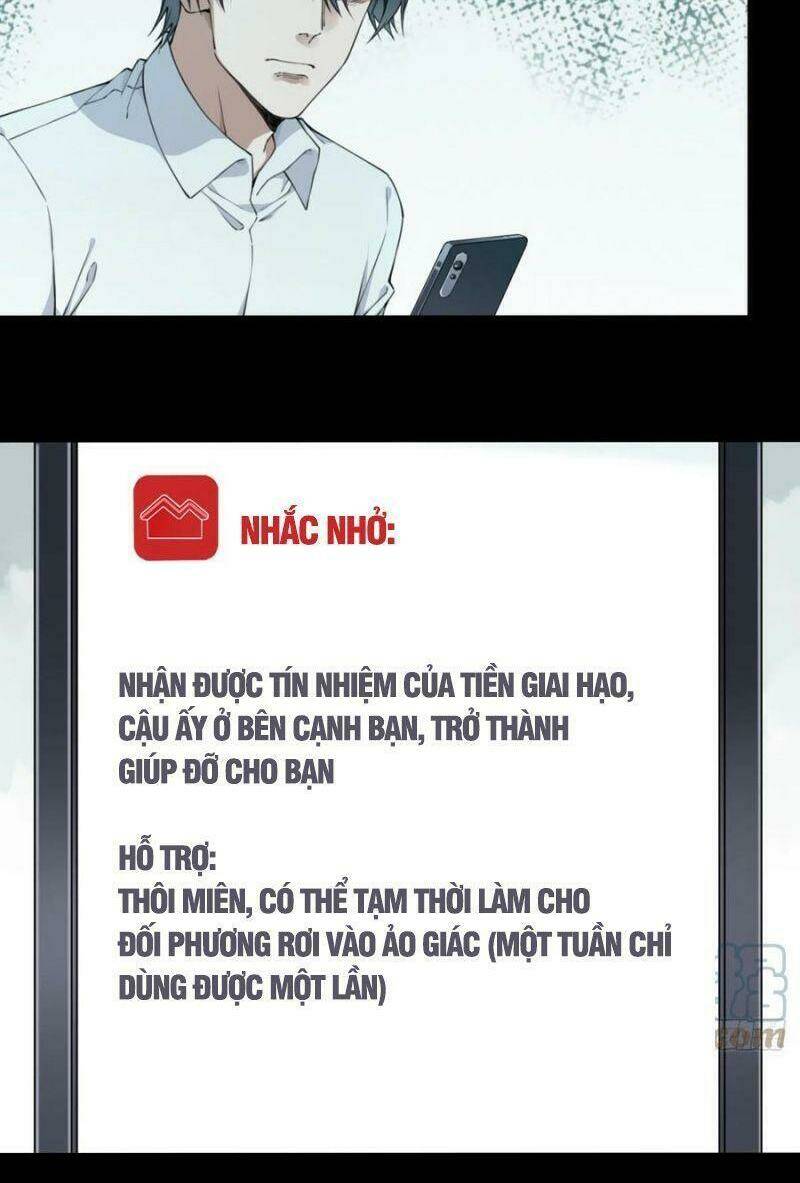 NHẮC NHỞ:
NHẬN ĐƯỢC TÍN NHIỆM CỦA TIỀN GIAI HẠO,
CẬU ẤY Ở BÊN CẠNH BẠN, TRỞ THÀNH
GIÚP ĐỠ CHO BẠN
HỖ TRỢ:
THÔI MIÊN, CÓ THỂ TẠM THỜI LÀM CHO
ĐỐI PHƯƠNG RƠI VÀO ẢO GIÁC (MỘT TUẦN CHỈ
DÙNG ĐƯỢC MỘT LẦN)